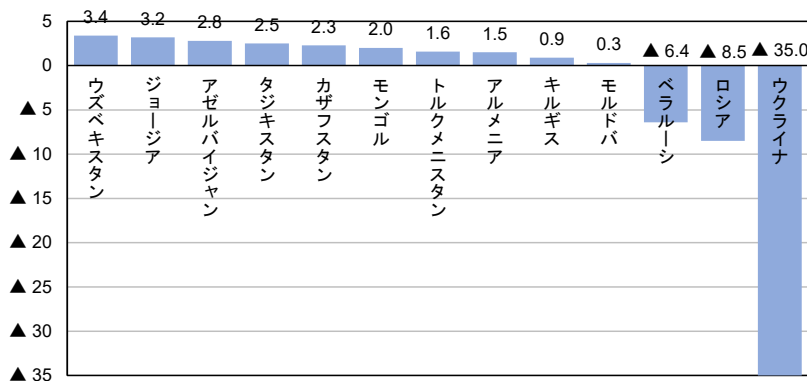 5
0
▲ 5
▲ 10
▲ 15
▲ 20
▲ 25
▲ 30
▲ 35
3.4
3.2
2.8
2.5
2.3
2.0
1.6
1.5
0.9
0.3
▲ 6.4
▲ 8.5
▲ 35.0
ウズベキスタン
ジョージア
アゼルバイジャン
タジキスタン
カザフスタン
モンゴル
トルクメニスタン
アルメニア
キルギス
モルドバ
ベラルーシ
ロシア
ウクライナ